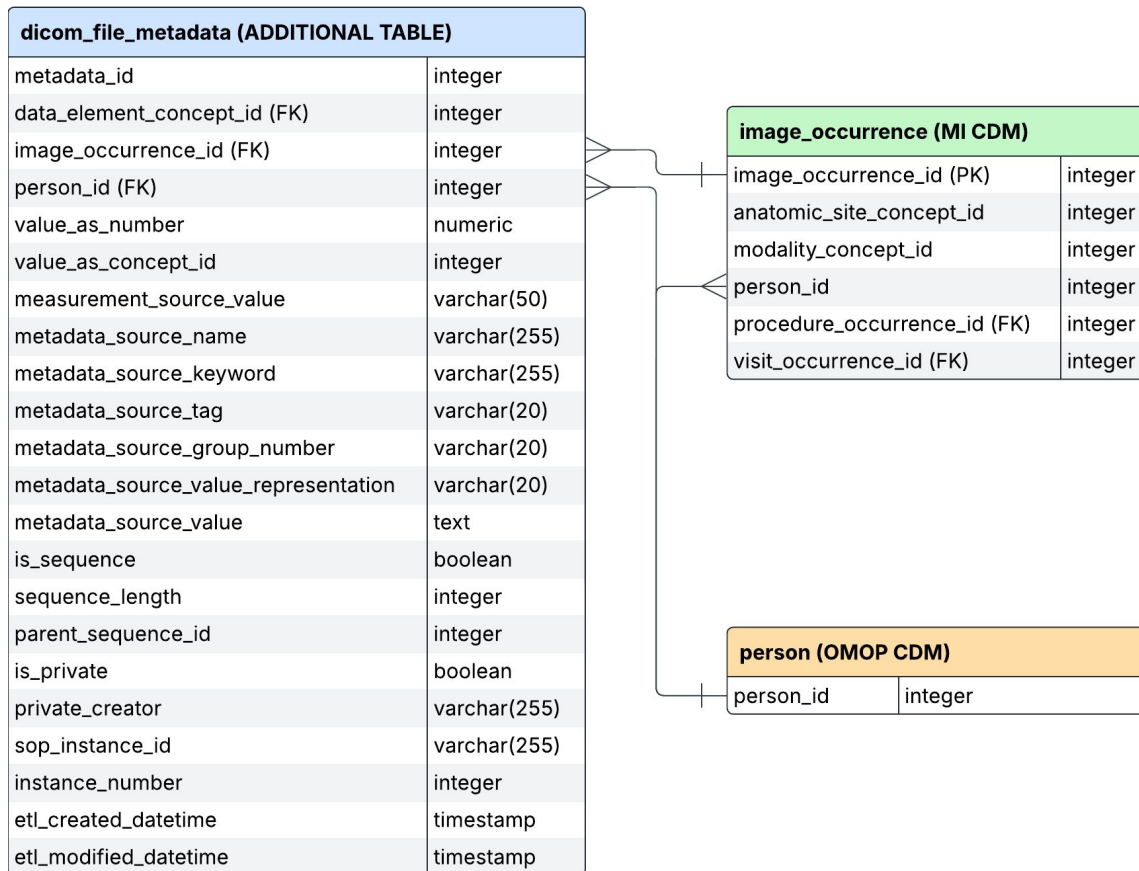 dicom_file_metadata (ADDITIONAL TABLE)
metadata_id integer
data_element_concept_id (FK) integer
image_occurrence_id (FK) integer
person_id (FK) integer
value_as_number numeric
value_as_concept_id integer
measurement_source_value varchar(50)
metadata_source_name varchar(255)
metadata_source_keyword varchar(255)
metadata_source_tag varchar(20)
metadata_source_group_number varchar(20)
metadata_source_value_representation varchar(20)
metadata_source_value text
is_sequence boolean
sequence_length integer
parent_sequence_id integer
is_private boolean
private_creator varchar(255)
sop_instance_id varchar(255)
instance_number integer
etl_created_datetime timestamp
etl_modified_datetime timestamp
image_occurrence (MI CDM)
image_occurrence_id (PK) integer
anatomic_site_concept_id integer
modality_concept_id integer
person_id integer
procedure_occurrence_id (FK) integer
visit_occurrence_id (FK) integer
person (OMOP CDM)
person_id integer